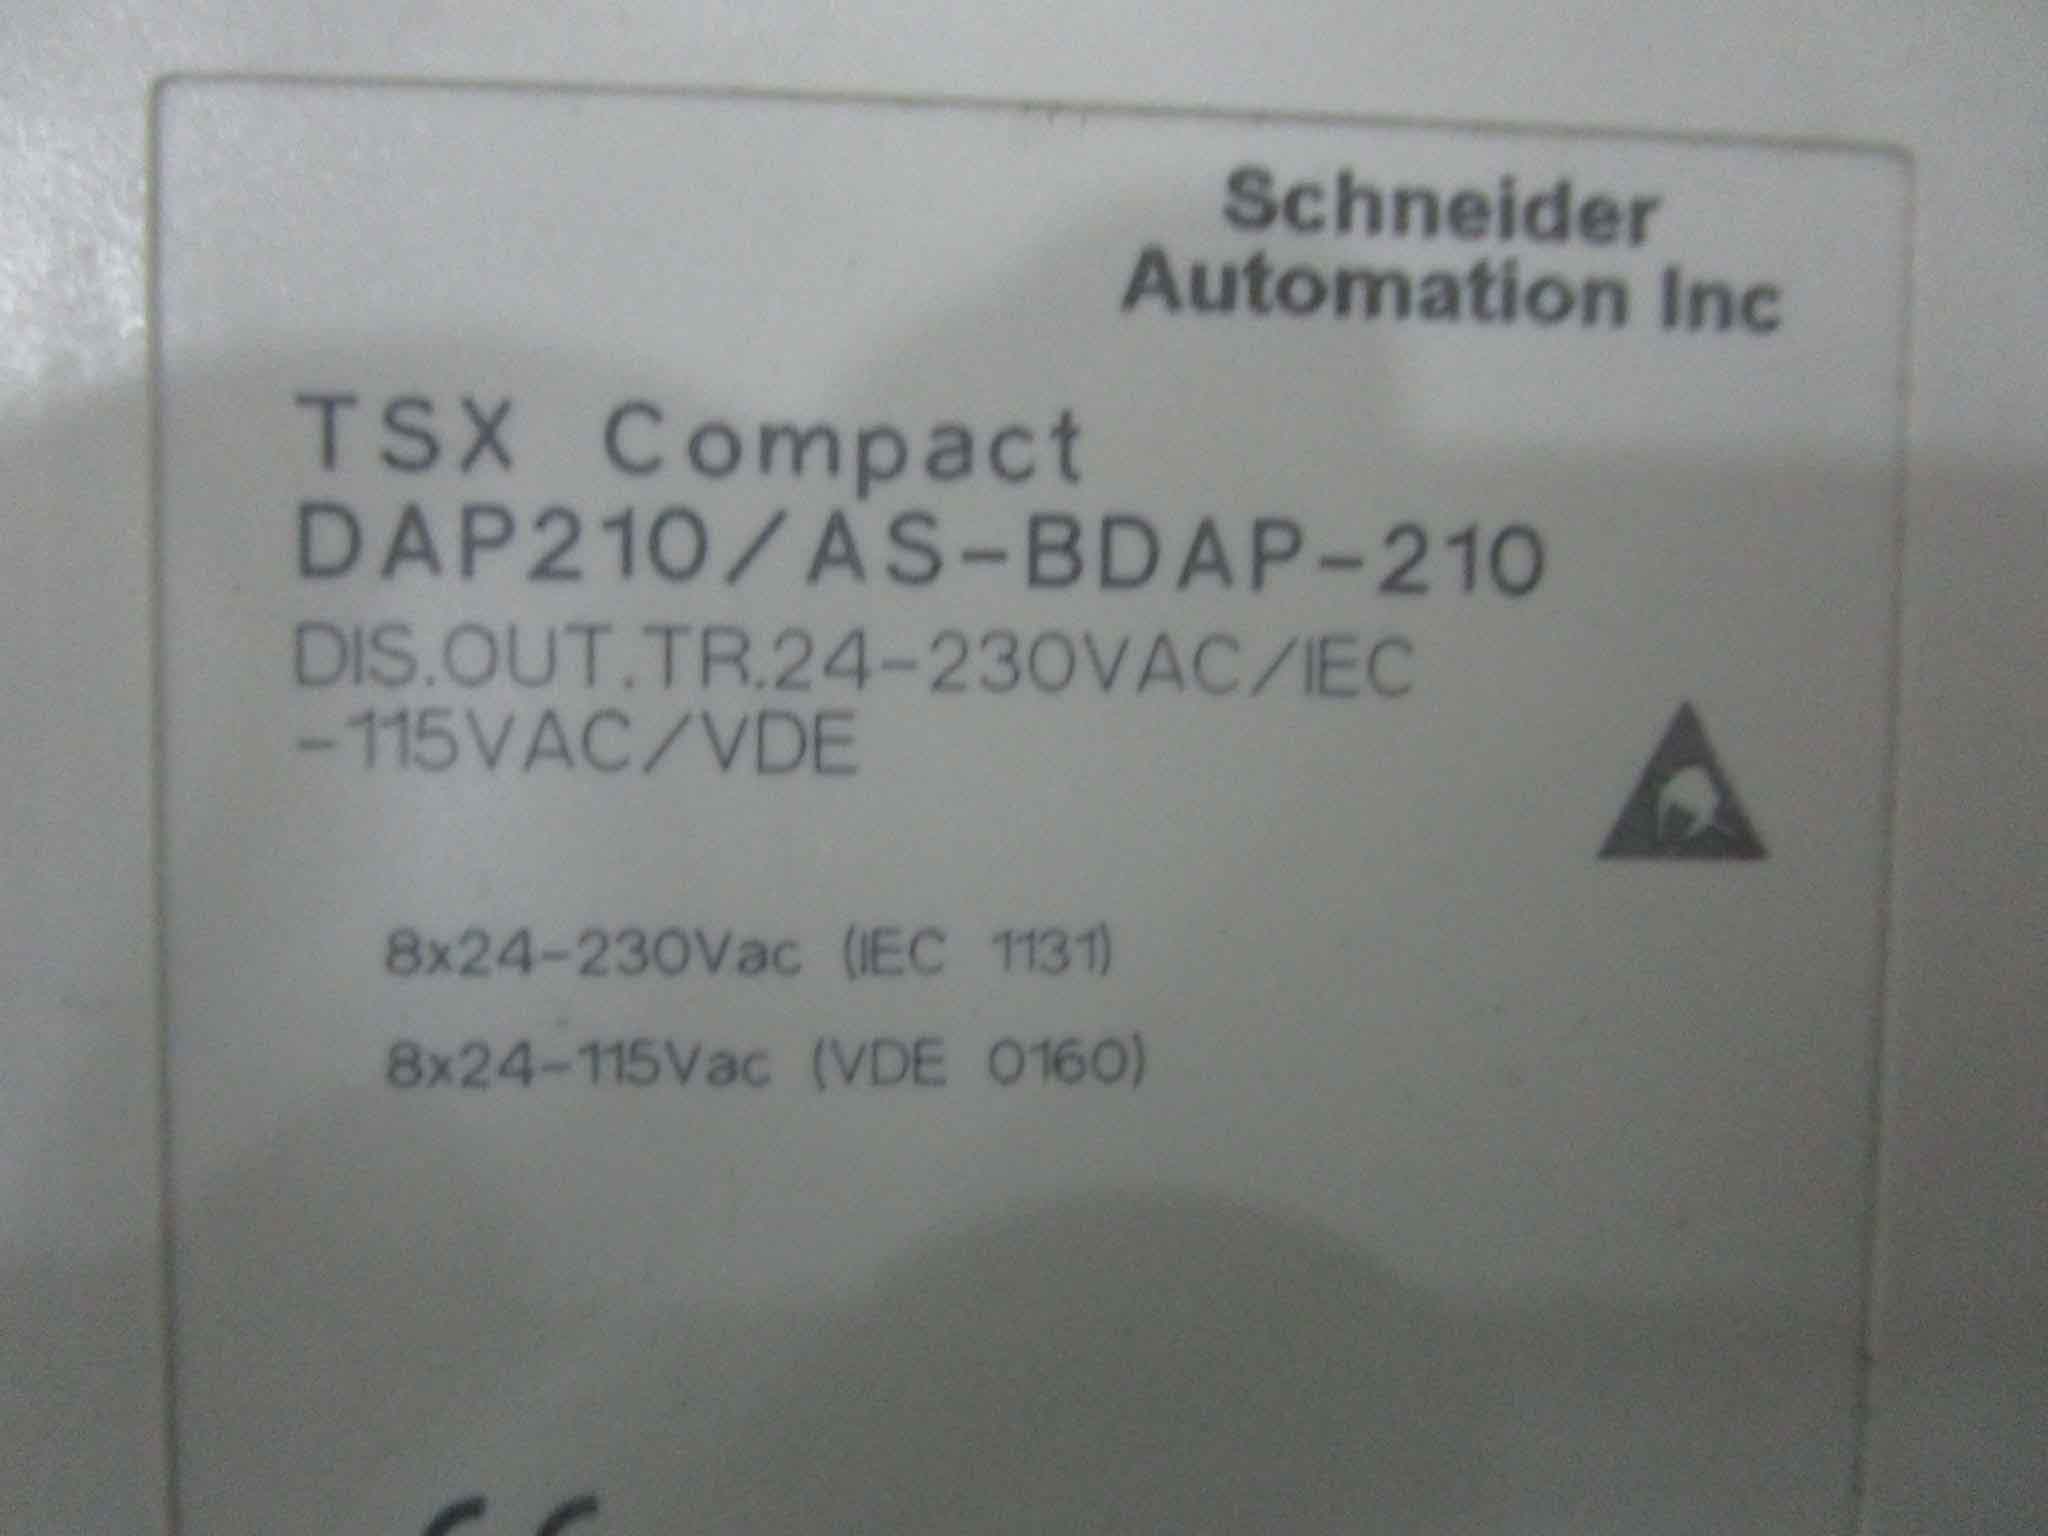 Schneider
Automation Inc
TSX Compact
DAP210/AS-BDAP-210
DIS.OUT.TR.24-230VAC/IEC
-115VAC/VDE
8x24-230Vac (IEC 1131)
8x24-115Vac (VDE 0160)